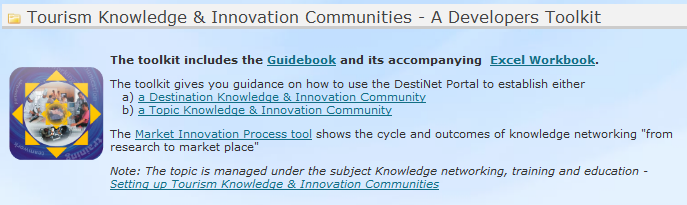 Tourism Knowledge & Innovation Communities - A Developers Toolkit
The toolkit includes the Guidebook and its accompanying Excel Workbook.
The toolkit gives you guidance on how to use the DestiNet Portal to establish either
a) a Destination Knowledge & Innovation Community
b) a Topic Knowledge & Innovation Community
The Market Innovation Process tool shows the cycle and outcomes of knowledge networking "from
research to market place"
Note: The topic is managed under the subject Knowledge networking, training and education -
Setting up Tourism Knowledge & Innovation Communities